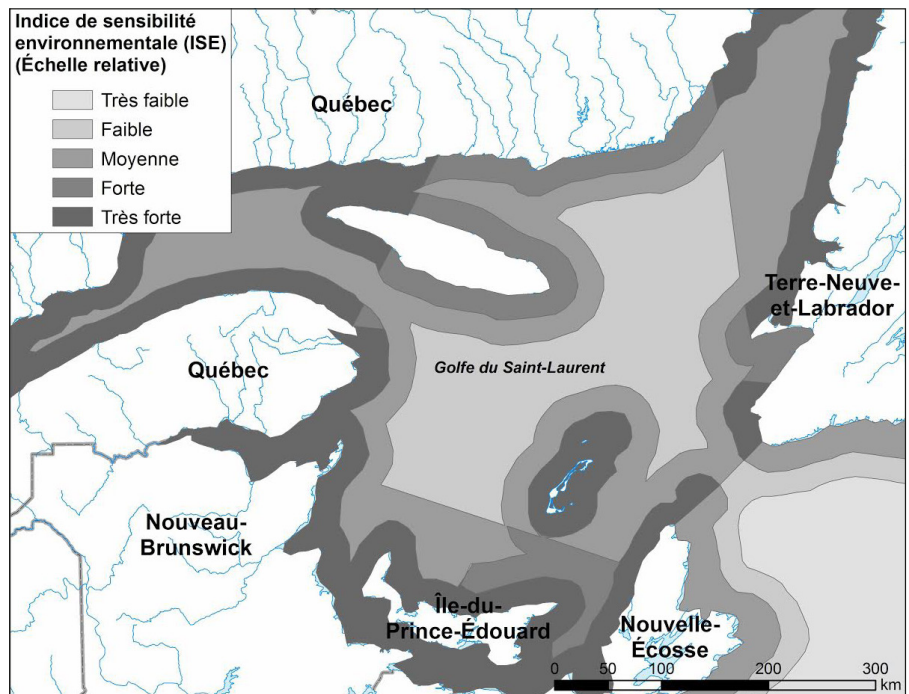 Indice de sensibilité
environnementale (ISE)
(Échelle relative)
Très faible
Faible
Moyenne
Forte
Très forte
Québec
Terre-Neuve-
et-Labrador
Québec
Golfe du Saint-Laurent
Nouveau-
Brunswick
Île-du-
Prince-Édouard
Nouvelle-
Écosse
0 50 100 200 300
km